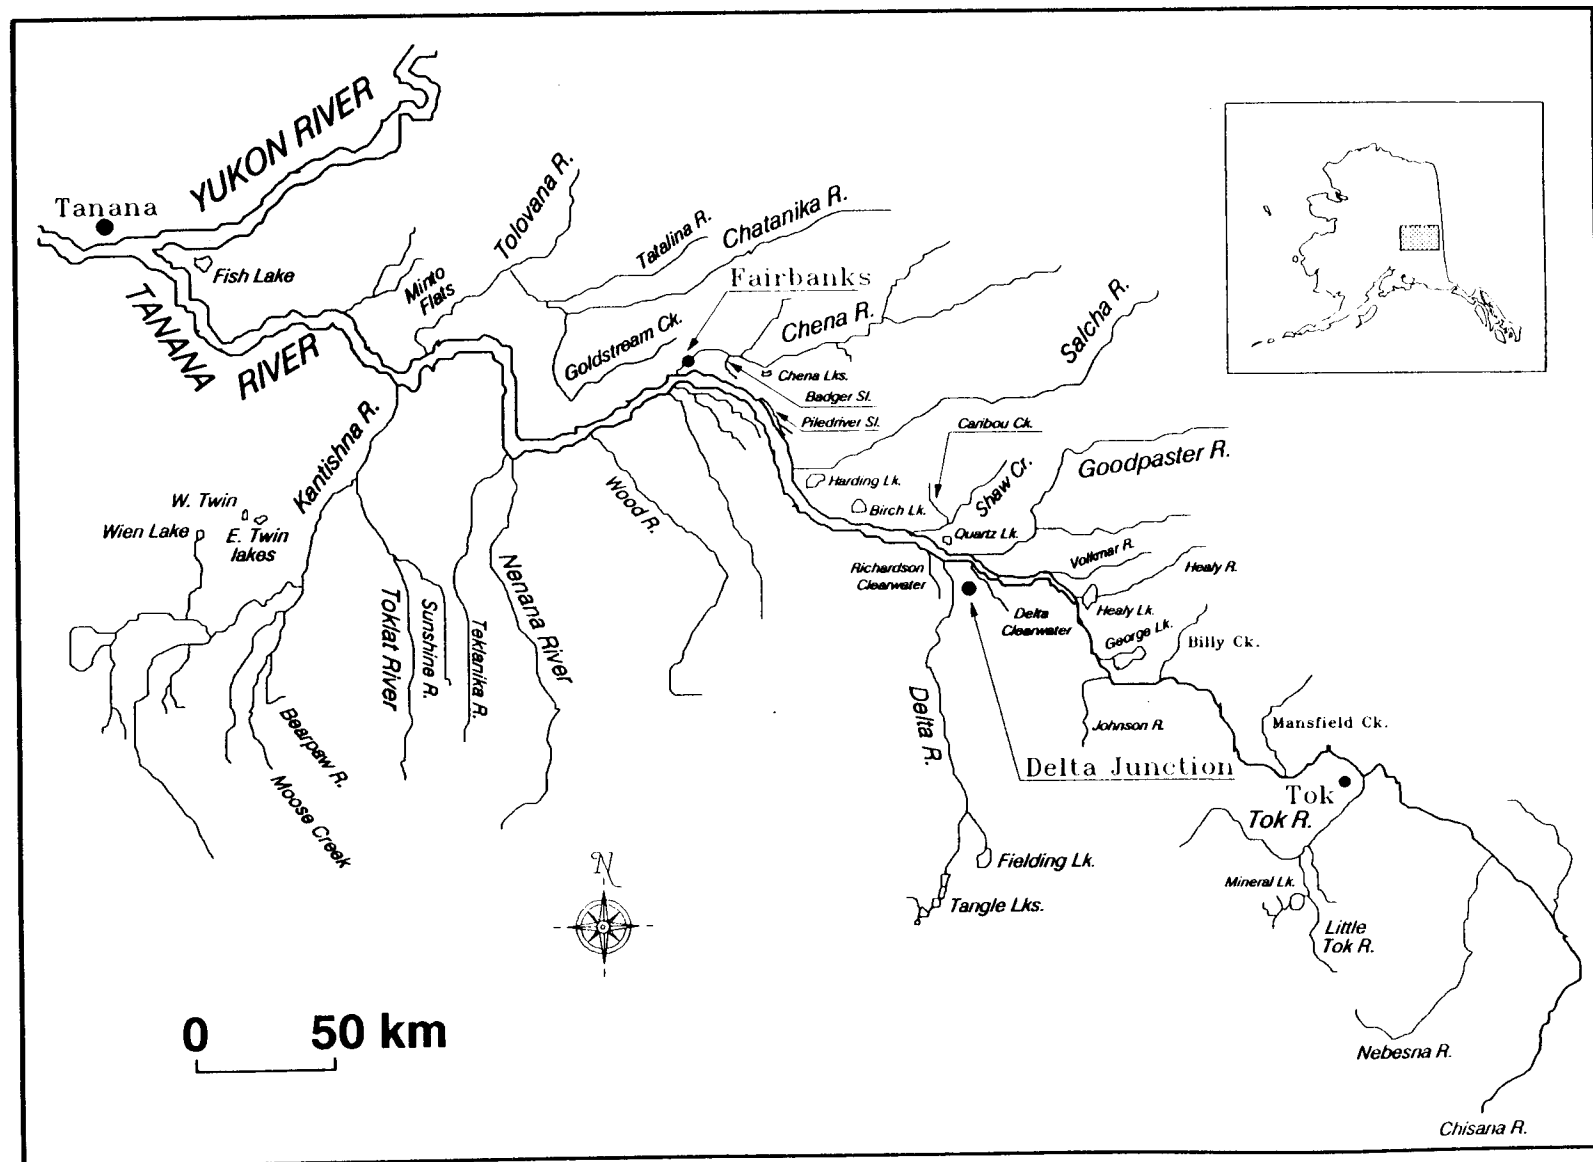 YUKON RIVER
Tanana
Fish Lake
TANANA
RIVER
Minto
Flats
Tolovana R.
Tatalina R.
Chatanika R.
Fairbanks
Goldstream Ck.
Chena R.
Chena Lks.
Badger Sl.
Piledriver Sl.
Salcha R.
Caribou Ck.
Goodpaster R.
Shaw Cr.
Harding Lk.
Birch Lk.
Quartz Lk.
Volkmar R.
Healy R.
Richardson
Clearwater
Delta
Clearwater
Healy Lk.
George Lk.
Billy Ck.
Kantishna R.
W. Twin
Wien Lake
E. Twin
lakes
Wood R.
Nenana River
Toklat River
Sunshine R.
Teklanika R.
Bearpaw R.
Moose Creek
Delta R.
Johnson R.
Delta Junction
Mansfield Ck.
Tok
Tok R.
Fielding Lk.
Tangle Lks.
Mineral Lk.
Little
Tok R.
Nebesna R.
Chisana R.
N
0 50 km